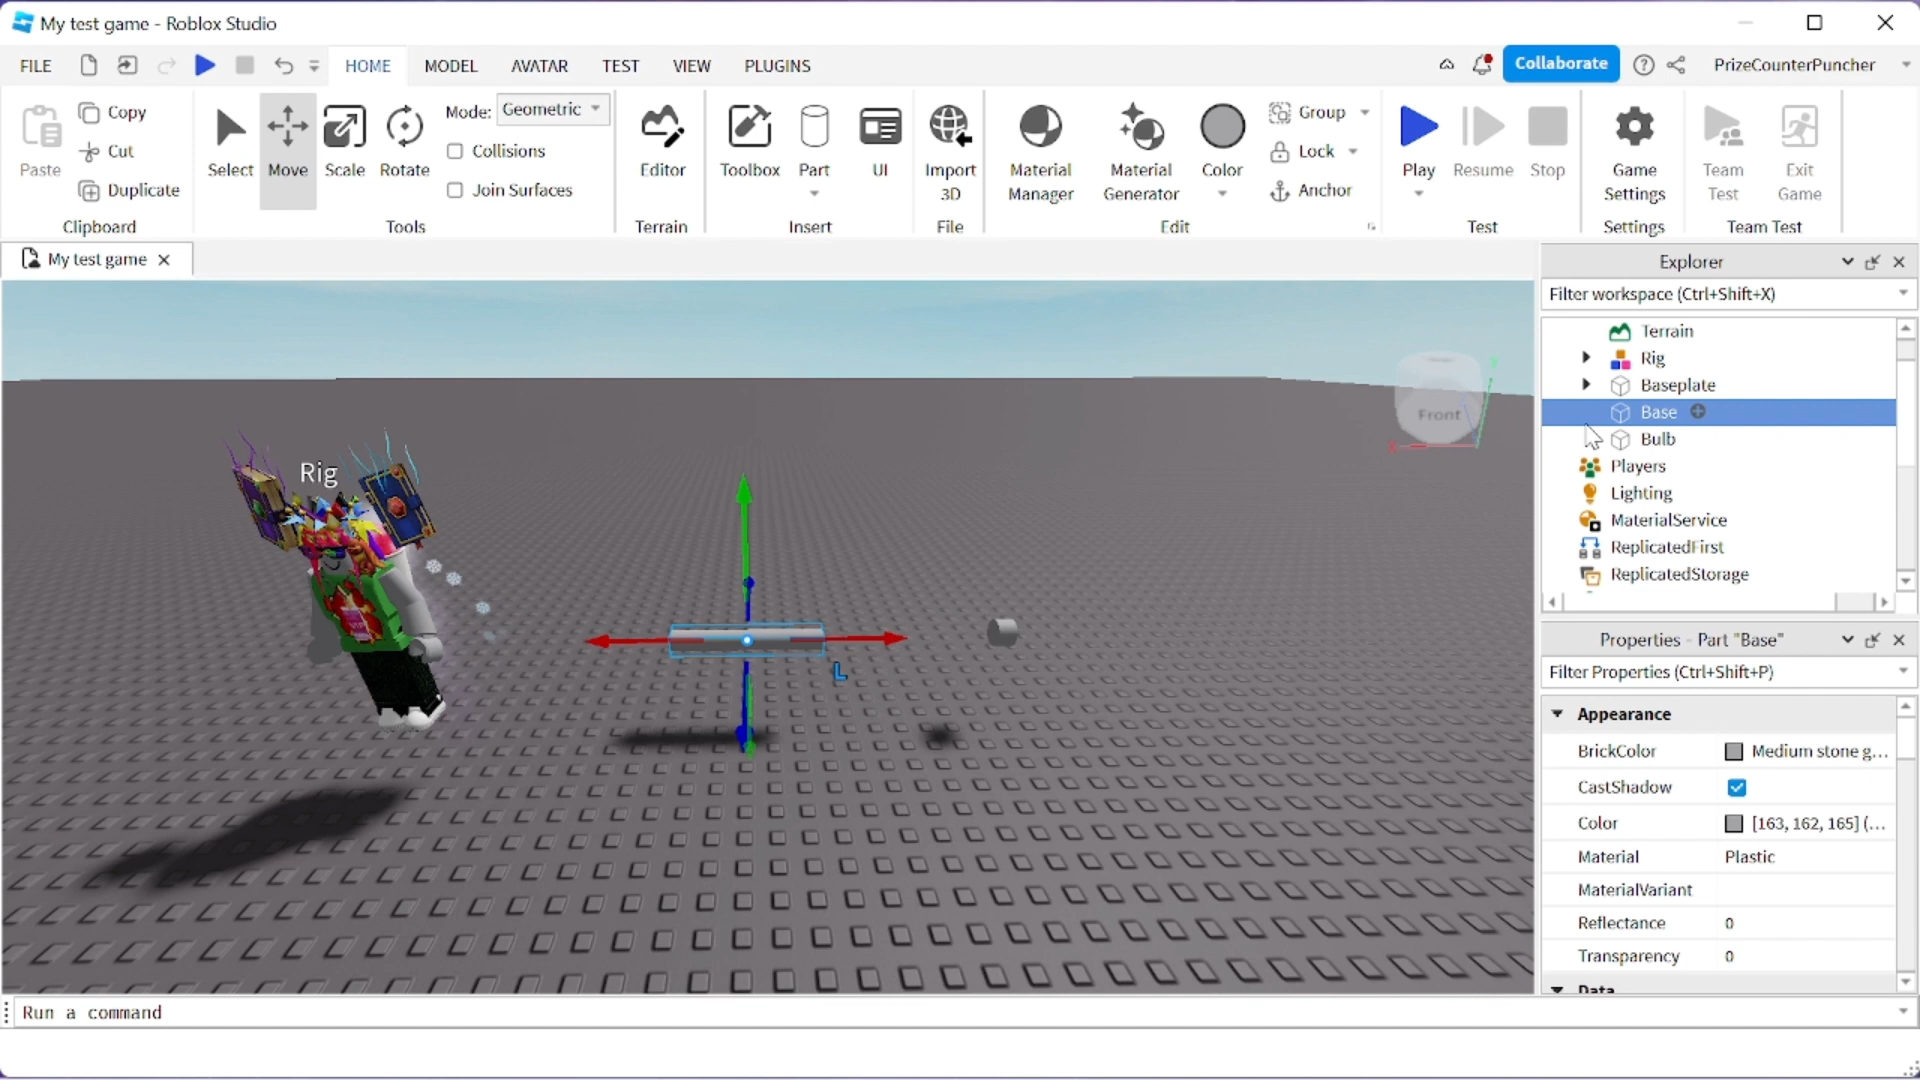 My test game - Roblox Studio
FILE HOME MODEL AVATAR TEST VIEW PLUGINS Collaborate PrizeCounterPuncher
Paste Copy Cut Duplicate
Clipboard
Select Move Scale Rotate Mode: Geometric
Collisions
Join Surfaces
Tools
Editor
Terrain
Toolbox Part UI
Insert
Import 3D
File
Material Manager Material Generator Color Group
Lock
Anchor
Edit
Play Resume Stop
Test
Game Settings
Settings
Team Test Exit Game
Team Test
My test game
Rig
L
Front
X
Y
Explorer
Filter workspace (Ctrl+Shift+X)
Terrain
Rig
Baseplate
Base
Bulb
Players
Lighting
MaterialService
ReplicatedFirst
ReplicatedStorage
Properties - Part "Base"
Filter Properties (Ctrl+Shift+P)
Appearance
BrickColor Medium stone g...
CastShadow
Color [163, 162, 165] (...
Material Plastic
MaterialVariant
Reflectance 0
Transparency 0
Data
Run a command